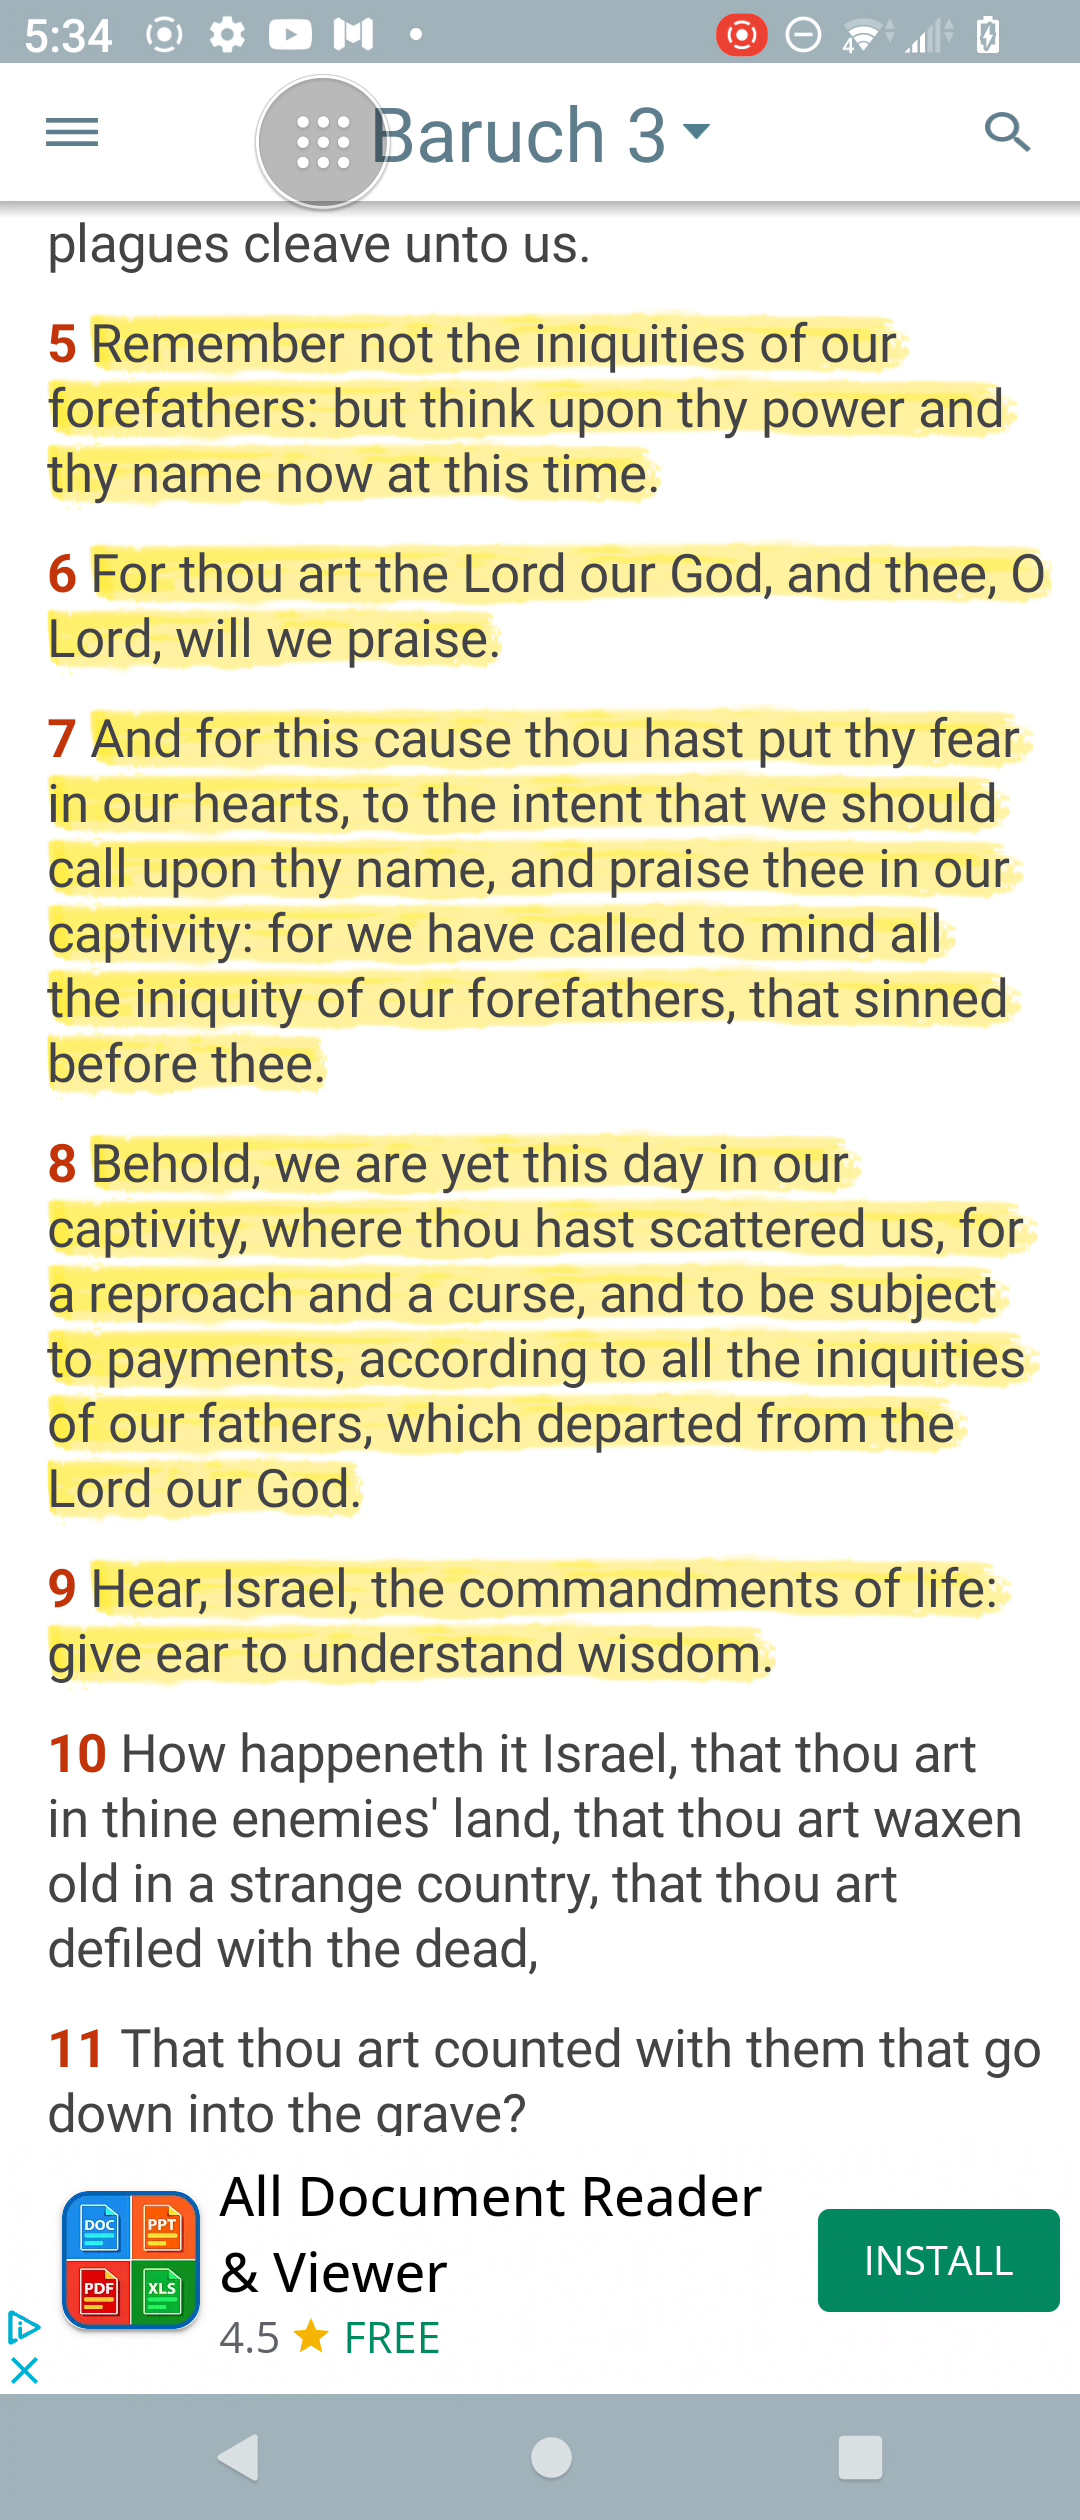 5:34
4
Baruch 3
plagues cleave unto us.
5 Remember not the iniquities of our
forefathers: but think upon thy power and
thy name now at this time.
6 For thou art the Lord our God, and thee, O
Lord, will we praise.
7 And for this cause thou hast put thy fear
in our hearts, to the intent that we should
call upon thy name, and praise thee in our
captivity: for we have called to mind all
the iniquity of our forefathers, that sinned
before thee.
8 Behold, we are yet this day in our
captivity, where thou hast scattered us, for
a reproach and a curse, and to be subject
to payments, according to all the iniquities
of our fathers, which departed from the
Lord our God.
9 Hear, Israel, the commandments of life:
give ear to understand wisdom.
10 How happeneth it Israel, that thou art
in thine enemies' land, that thou art waxen
old in a strange country, that thou art
defiled with the dead,
11 That thou art counted with them that go
down into the grave?
All Document Reader
& Viewer
4.5 FREE
INSTALL
DOC PPT
PDF XLS